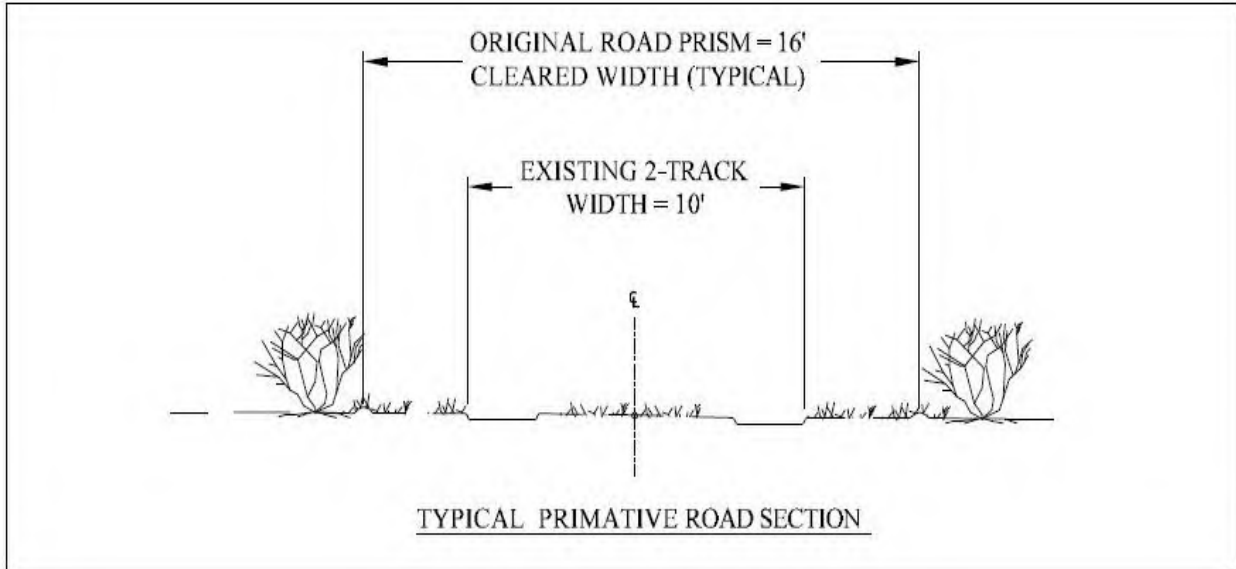 ORIGINAL ROAD PRISM = 16'
CLEARED WIDTH (TYPICAL)
EXISTING 2-TRACK
WIDTH = 10'
℄
TYPICAL PRIMATIVE ROAD SECTION